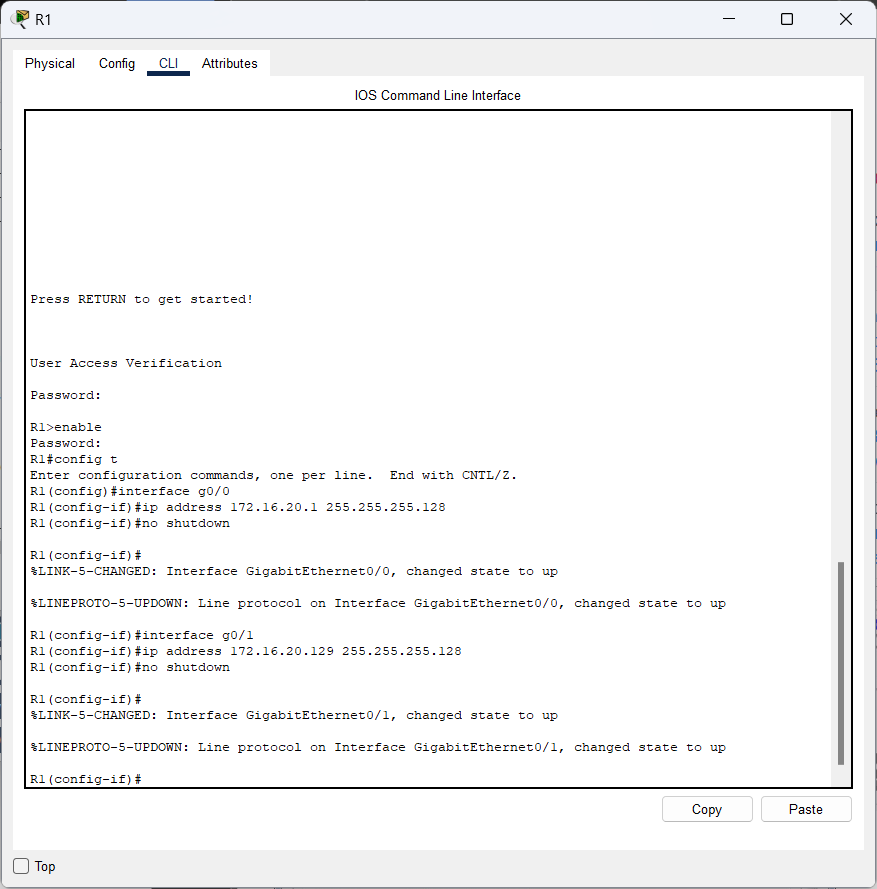 R1
Physical Config CLI Attributes
IOS Command Line Interface
Press RETURN to get started!
User Access Verification
Password:
R1>enable
Password:
R1#config t
Enter configuration commands, one per line.  End with CNTL/Z.
R1(config)#interface g0/0
R1(config-if)#ip address 172.16.20.1 255.255.255.128
R1(config-if)#no shutdown
R1(config-if)#
%LINK-5-CHANGED: Interface GigabitEthernet0/0, changed state to up
%LINEPROTO-5-UPDOWN: Line protocol on Interface GigabitEthernet0/0, changed state to up
R1(config-if)#interface g0/1
R1(config-if)#ip address 172.16.20.129 255.255.255.128
R1(config-if)#no shutdown
R1(config-if)#
%LINK-5-CHANGED: Interface GigabitEthernet0/1, changed state to up
%LINEPROTO-5-UPDOWN: Line protocol on Interface GigabitEthernet0/1, changed state to up
R1(config-if)#
Copy Paste
Top